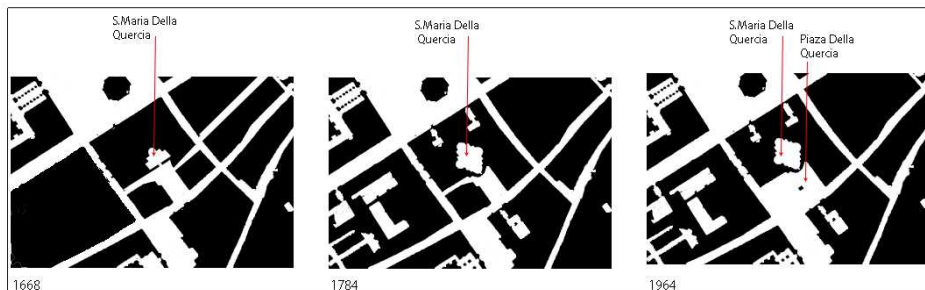 S.Maria Della
Quercia
1668
S.Maria Della
Quercia
1784
S.Maria Della
Quercia
Piaza Della
Quercia
1964